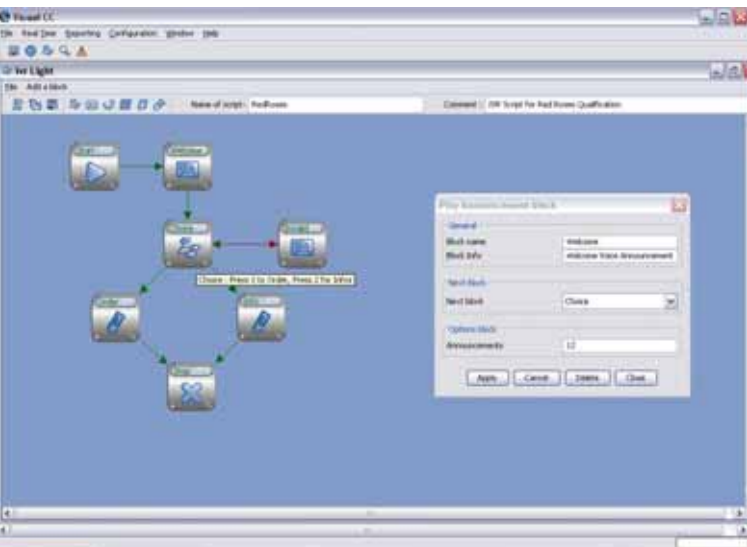 Visual CC
File Real Time Reporting Configuration Window Help
Ivr Light
File Add a block
Name of script: RedRoses Comment: IVR Script for Red Roses Qualification
Start Welcome
Choice
Choice : Press 1 to Order, Press 2 for Infos
Order Info
Stop
Play Announcement block
General
Block name Welcome
Block Info Welcome Voice Announcement
Next block
Next block Choice
Options block
Announcements 12
Apply Cancel Delete Close